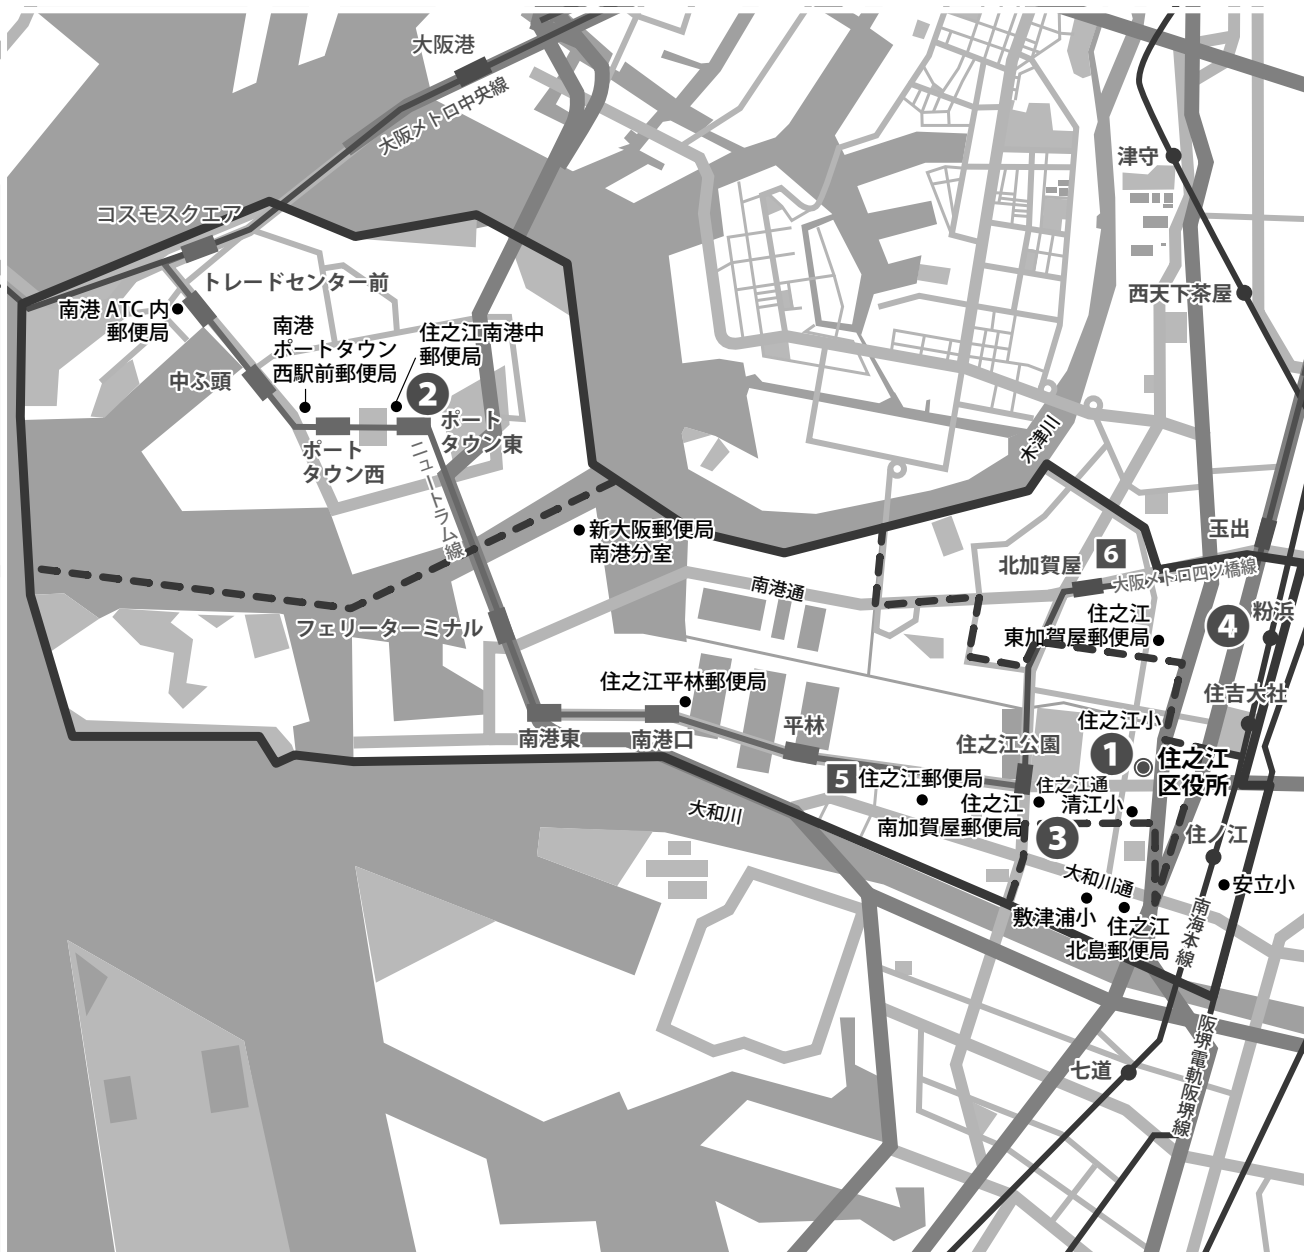 大阪港
大阪メトロ中央線
津守
コスモスクエア
トレードセンター前
西天下茶屋
南港 ATC 内
郵便局
南港
ポートタウン
西駅前郵便局
住之江南港中
郵便局
中ふ頭
2
ポート
タウン東
ポート
タウン西
ニュートラム線
木津川
新大阪郵便局
南港分室
玉出
北加賀屋
6
大阪メトロ四ツ橋線
南港通
住之江
東加賀屋郵便局
4
粉浜
フェリーターミナル
住之江平林郵便局
住吉大社
南港東
南港口
平林
住之江公園
住之江小
1
住之江
区役所
5
住之江郵便局
住之江通
住之江
南加賀屋郵便局
清江小
3
大和川
住ノ江
大和川通
安立小
敷津浦小
住之江
北島郵便局
南海本線
七道
阪堺電軌阪堺線